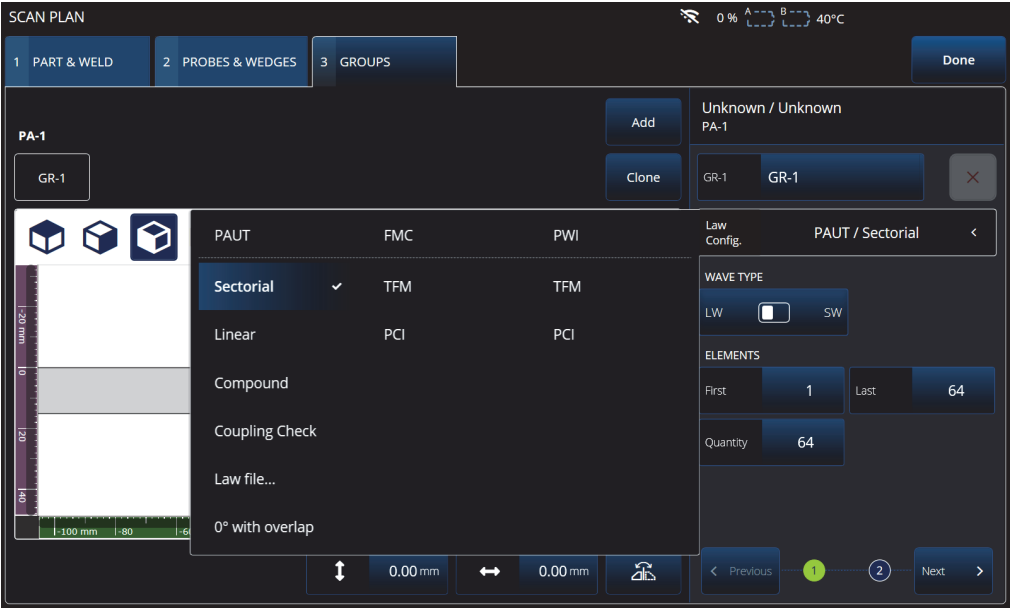 SCAN PLAN
0 % A B 40°C
1 PART & WELD 2 PROBES & WEDGES 3 GROUPS Done
PA-1
Add
GR-1
Clone
Unknown / Unknown
PA-1
GR-1 GR-1
Law Config. PAUT / Sectorial
PAUT FMC PWI
Sectorial TFM TFM
Linear PCI PCI
Compound
Coupling Check
Law file...
0° with overlap
WAVE TYPE
LW SW
ELEMENTS
First 1 Last 64
Quantity 64
-20 mm
0
20
40
-100 mm -80 -6
0.00 mm 0.00 mm
Previous 1 2 Next